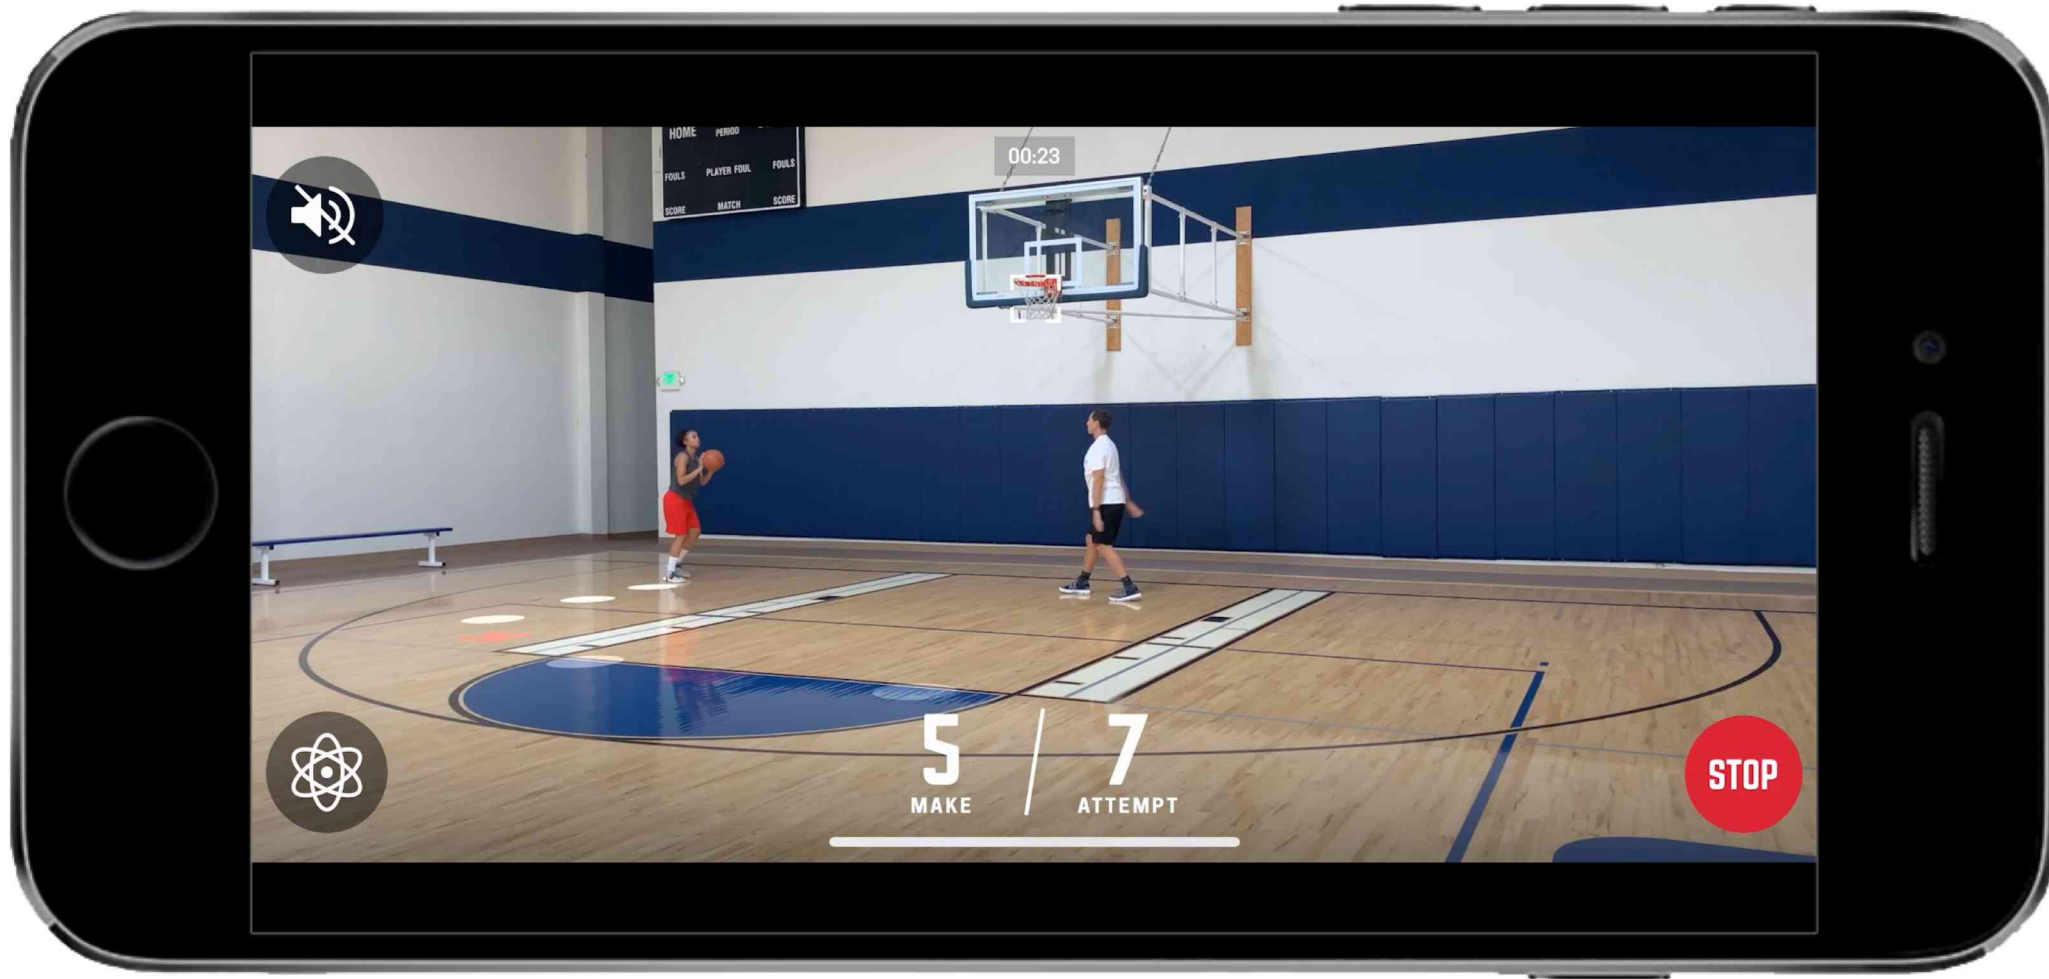 HOME PERIOD
00:23
FOULS PLAYER FOUL FOULS
SCORE MATCH SCORE
5 / 7
MAKE ATTEMPT
STOP